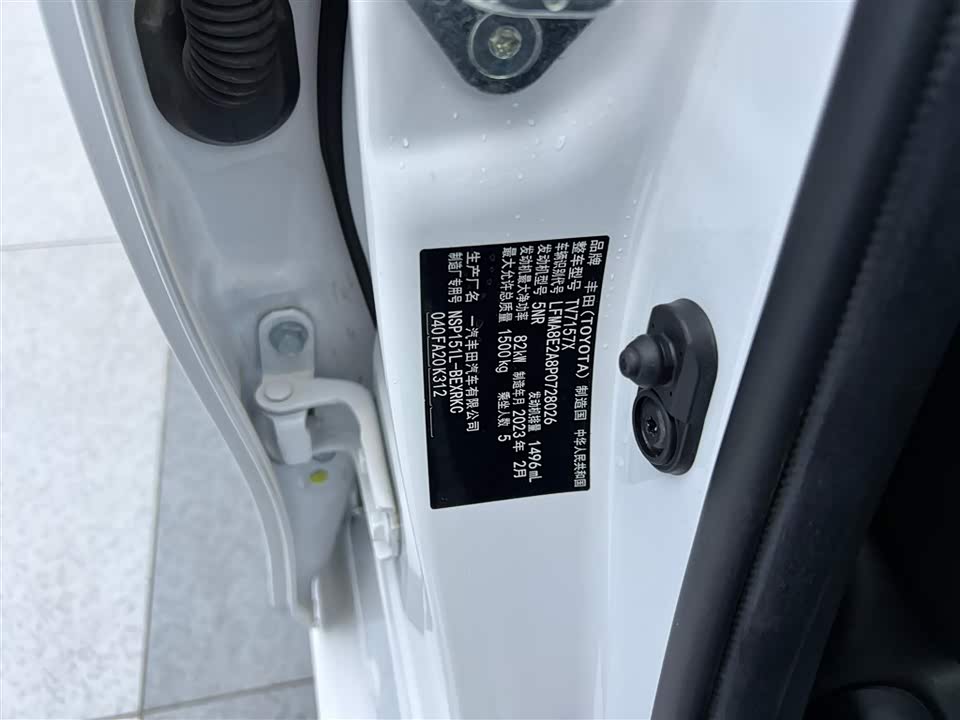 品牌 丰田(TOYOTA) 制造国 中华人民共和国
整车型号 TV7157X
车辆识别代号 LFMA8E2A8P0728026
发动机型号 5NR 发动机排量 1496 mL
发动机最大净功率 82kW 制造年月 2023年 2月
最大允许总质量 1500kg 乘坐人数 5
生产厂名 一汽丰田汽车有限公司
制造厂专用号 NSP151L-BEXRKC
040FA20 K312